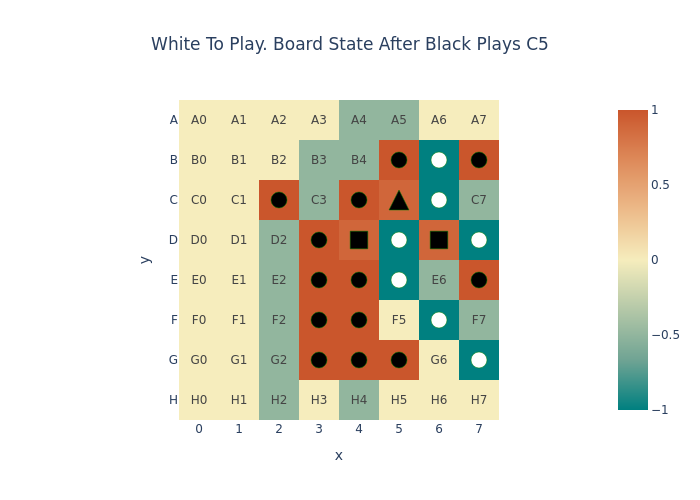 White To Play. Board State After Black Plays C5
A A0 A1 A2 A3 A4 A5 A6 A7
B B0 B1 B2 B3 B4
C C0 C1 C3 C7
D D0 D1 D2
E E0 E1 E2 E6
F F0 F1 F2 F5 F7
G G0 G1 G2 G6
H H0 H1 H2 H3 H4 H5 H6 H7
0 1 2 3 4 5 6 7
x
y
1
0.5
0
−0.5
−1